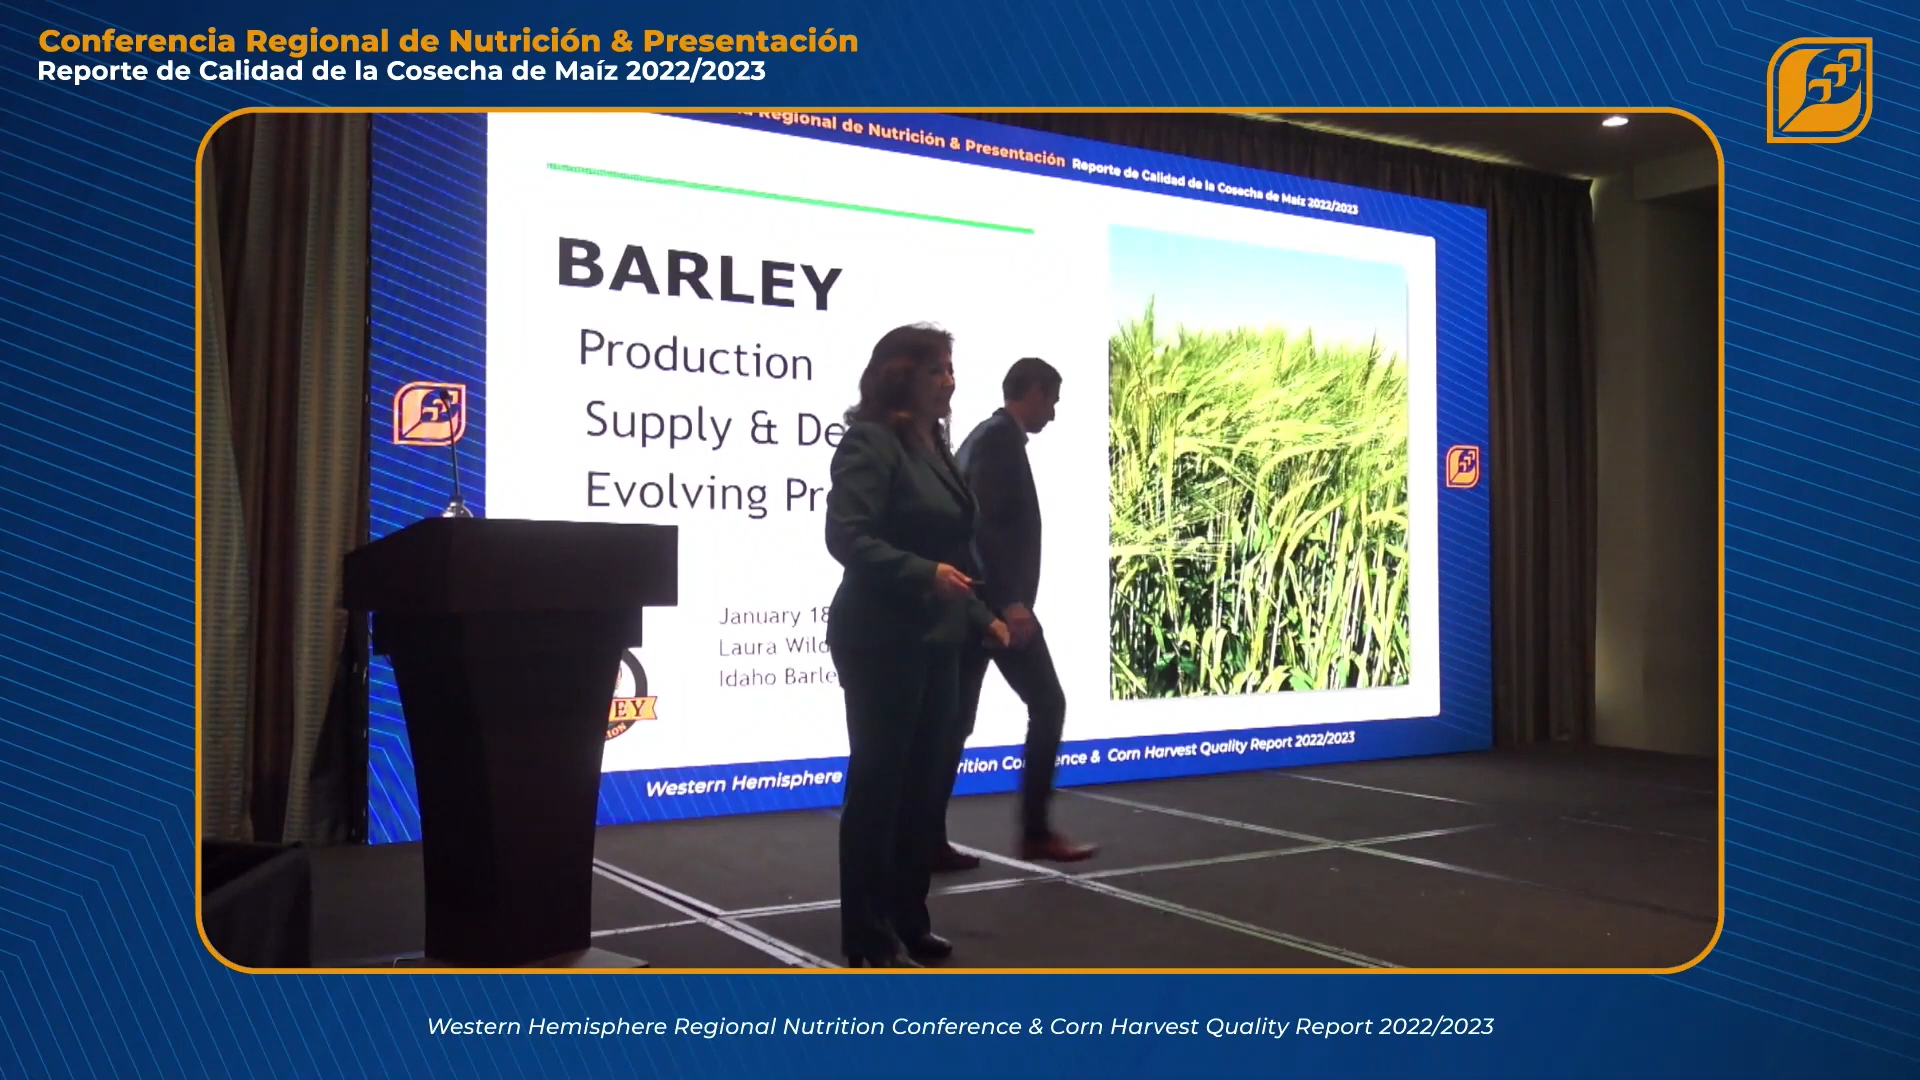 Conferencia Regional de Nutrición & Presentación
Reporte de Calidad de la Cosecha de Maíz 2022/2023
Regional de Nutrición & Presentación Reporte de Calidad de la Cosecha de Maíz 2022/2023
BARLEY
Production
Supply & De
Evolving Pr
January 18
Laura Wild
Idaho Barle
EY
ION
Western Hemisphere rition Co ence & Corn Harvest Quality Report 2022/2023
Western Hemisphere Regional Nutrition Conference & Corn Harvest Quality Report 2022/2023